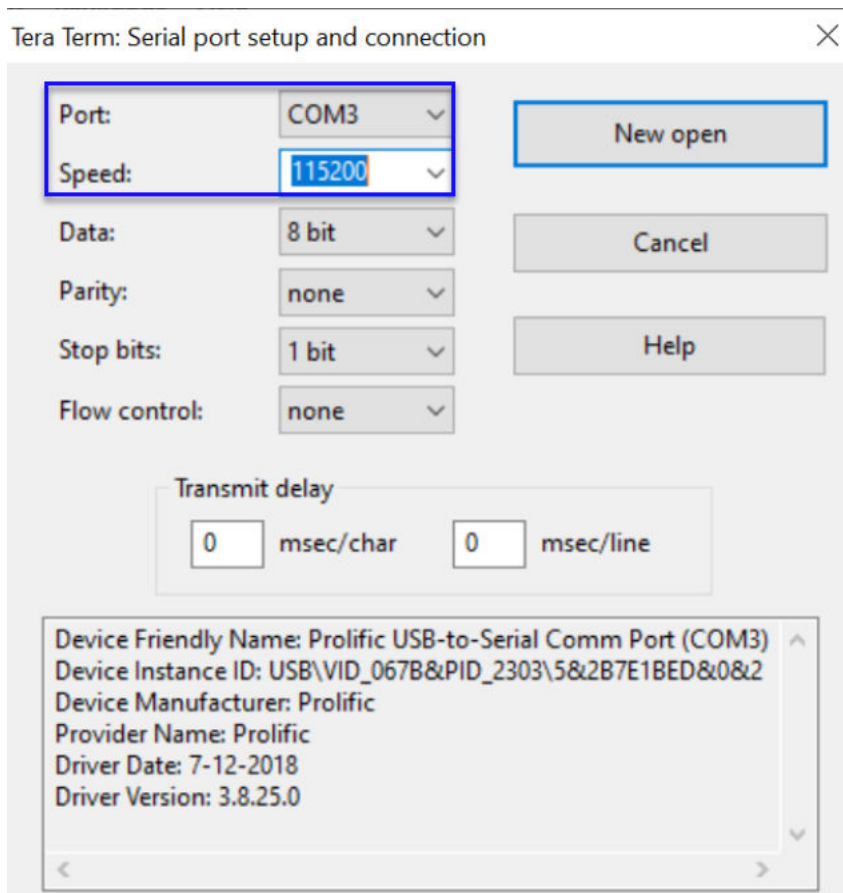 Tera Term: Serial port setup and connection
Port: COM3
New open
Speed: 115200
Data: 8 bit
Cancel
Parity: none
Stop bits: 1 bit
Help
Flow control: none
Transmit delay
0 msec/char 0 msec/line
Device Friendly Name: Prolific USB-to-Serial Comm Port (COM3)
Device Instance ID: USB\VID_067B&PID_2303\5&2B7E1BED&0&2
Device Manufacturer: Prolific
Provider Name: Prolific
Driver Date: 7-12-2018
Driver Version: 3.8.25.0